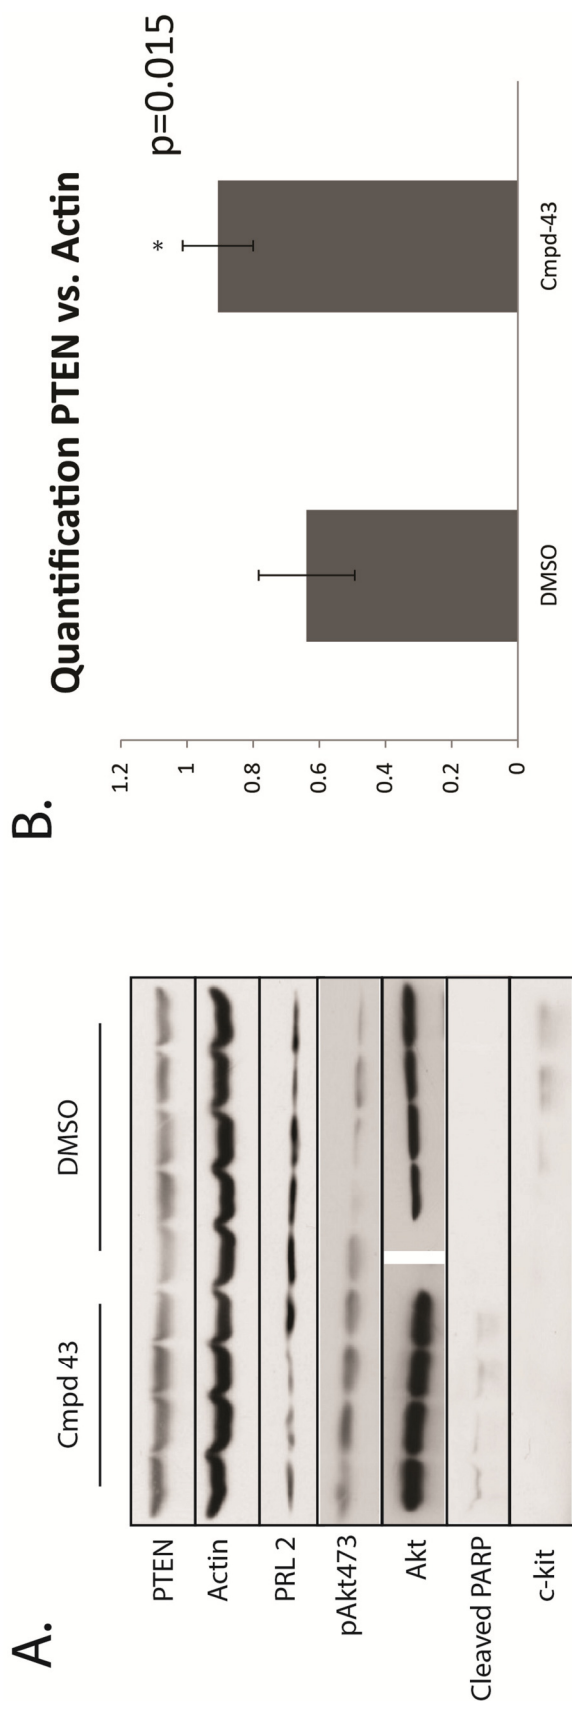 A.
Cmpd 43 DMSO
PTEN
Actin
PRL 2
pAkt473
Akt
Cleaved PARP
c-kit
B.
Quantification PTEN vs. Actin
p=0.015
*
1.2
1
0.8
0.6
0.4
0.2
0
DMSO Cmpd-43